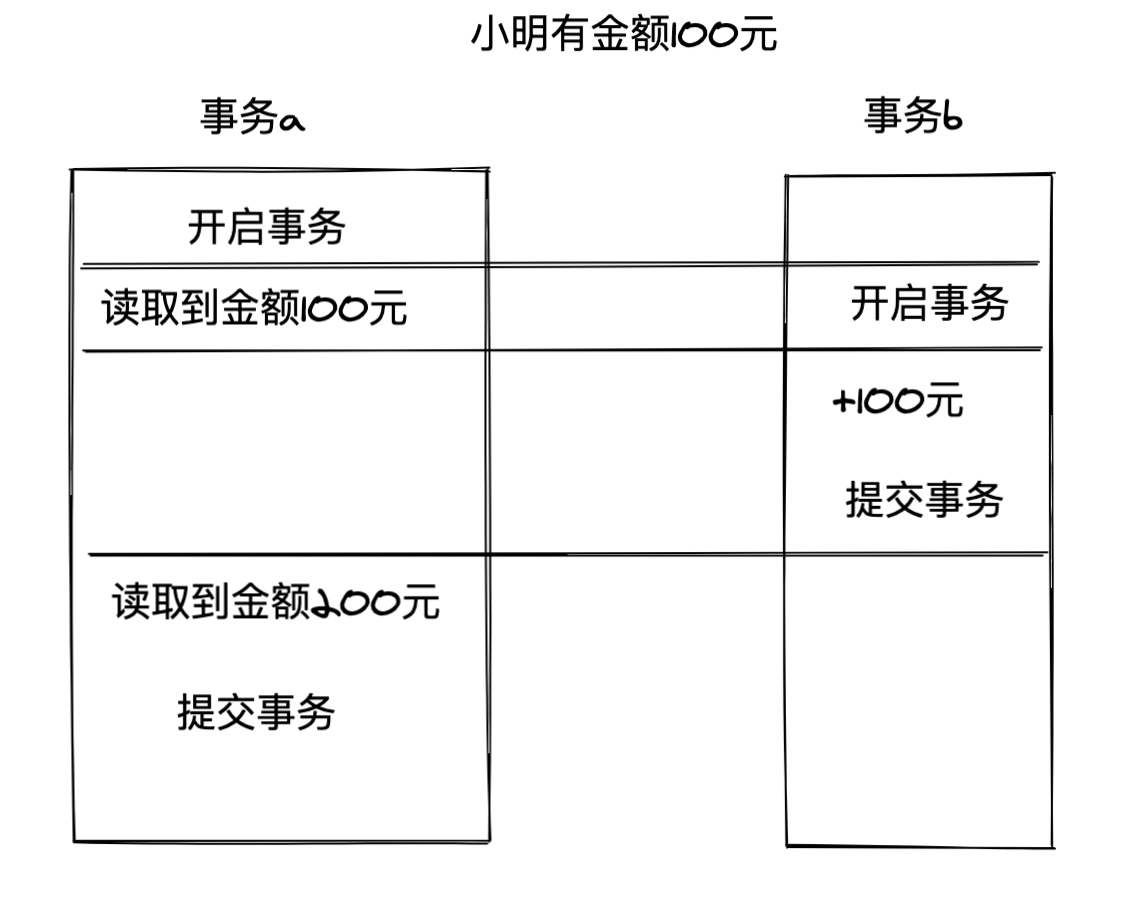 小明有金额100元
事务a
事务b
开启事务
读取到金额100元
开启事务
+100元
提交事务
读取到金额200元
提交事务